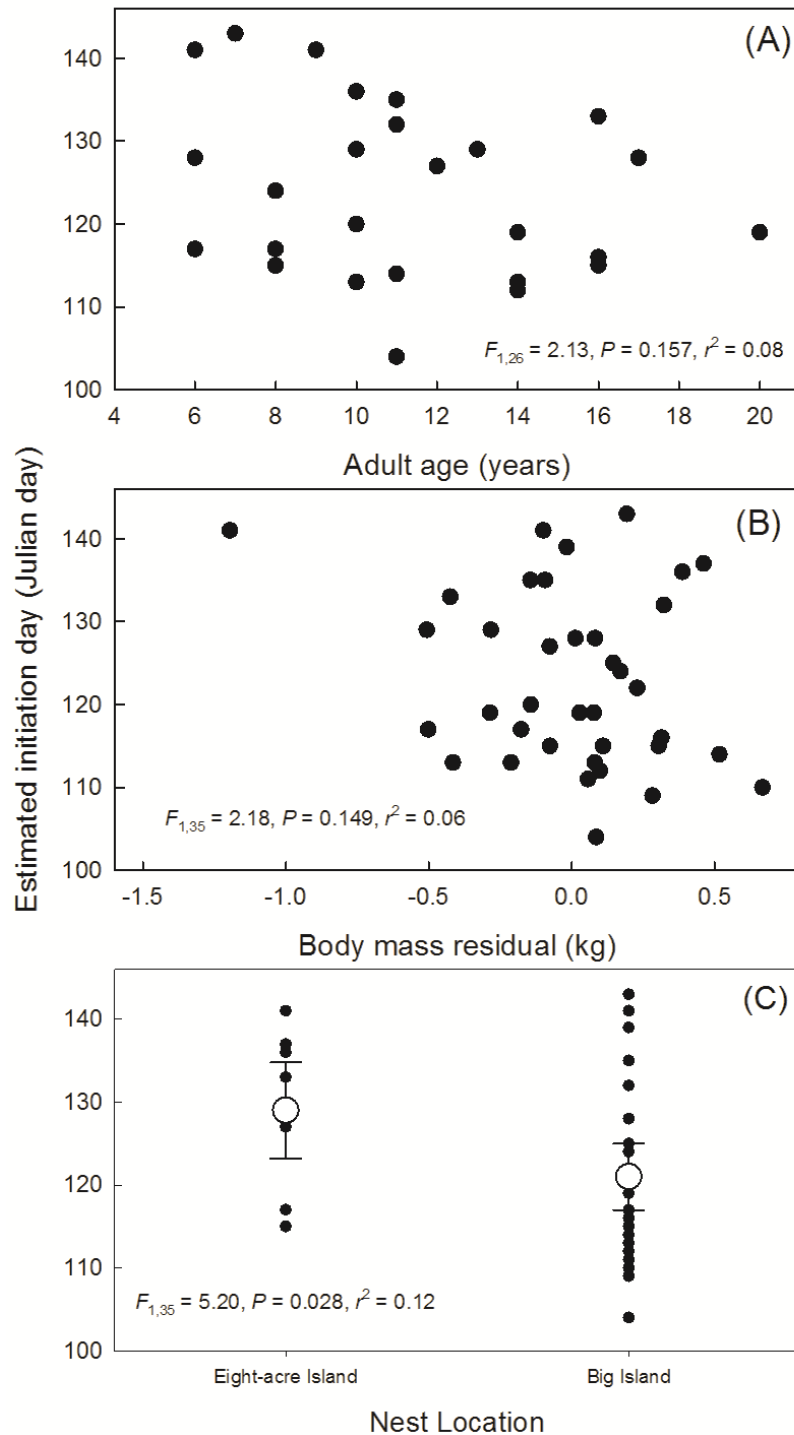 Estimated initiation day (Julian day)
(A)
140
130
120
110
100
F1,26 = 2.13, P = 0.157, r2 = 0.08
4 6 8 10 12 14 16 18 20
Adult age (years)
(B)
140
130
120
110
100
F1,35 = 2.18, P = 0.149, r2 = 0.06
-1.5 -1.0 -0.5 0.0 0.5
Body mass residual (kg)
(C)
140
130
120
110
100
F1,35 = 5.20, P = 0.028, r2 = 0.12
Eight-acre Island Big Island
Nest Location